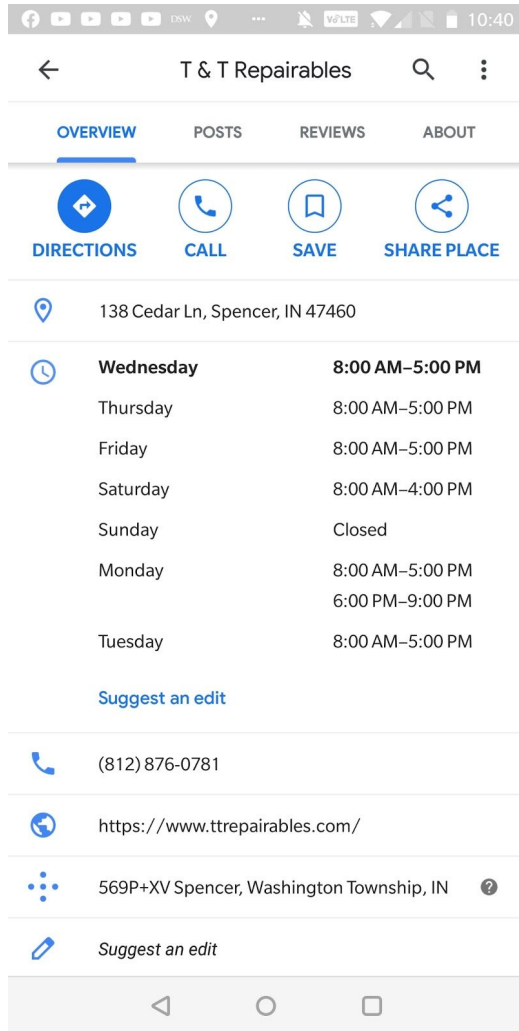 DSW
VoLTE
10:40
T & T Repairables
OVERVIEW POSTS REVIEWS ABOUT
DIRECTIONS CALL SAVE SHARE PLACE
138 Cedar Ln, Spencer, IN 47460
Wednesday 8:00 AM–5:00 PM
Thursday 8:00 AM–5:00 PM
Friday 8:00 AM–5:00 PM
Saturday 8:00 AM–4:00 PM
Sunday Closed
Monday 8:00 AM–5:00 PM
6:00 PM–9:00 PM
Tuesday 8:00 AM–5:00 PM
Suggest an edit
(812) 876-0781
https://www.ttrepairables.com/
569P+XV Spencer, Washington Township, IN ?
Suggest an edit